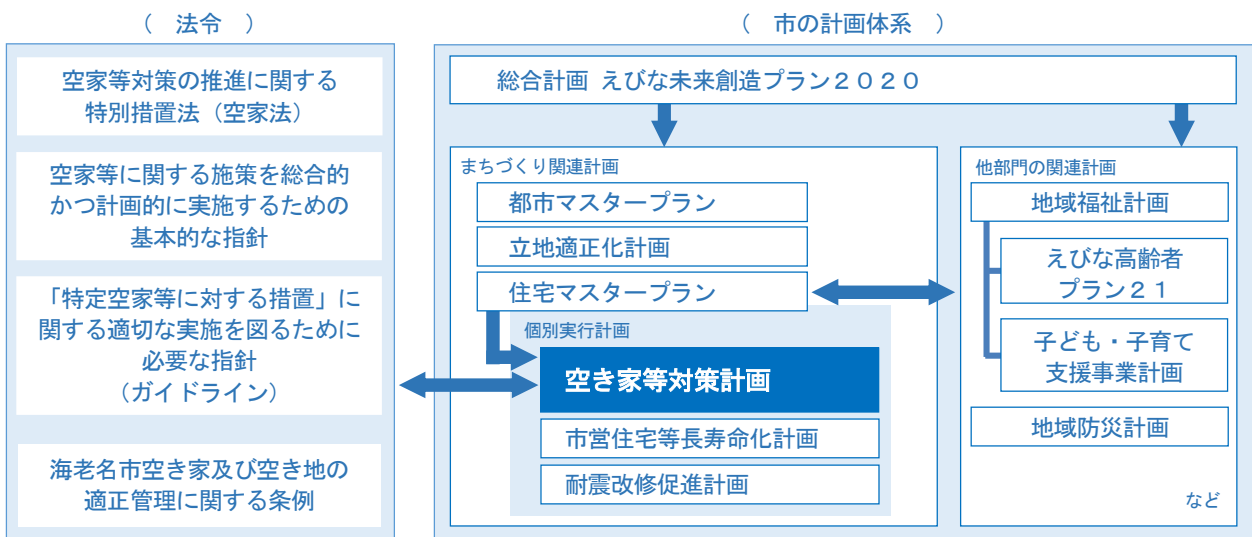 （　法令　）
空家等対策の推進に関する
特別措置法（空家法）
空家等に関する施策を総合的
かつ計画的に実施するための
基本的な指針
「特定空家等に対する措置」に
関する適切な実施を図るために
必要な指針
（ガイドライン）
海老名市空き家及び空き地の
適正管理に関する条例
（　市の計画体系　）
総合計画 えびな未来創造プラン２０２０
まちづくり関連計画
都市マスタープラン
立地適正化計画
住宅マスタープラン
個別実行計画
空き家等対策計画
市営住宅等長寿命化計画
耐震改修促進計画
他部門の関連計画
地域福祉計画
えびな高齢者
プラン２１
子ども・子育て
支援事業計画
地域防災計画
など